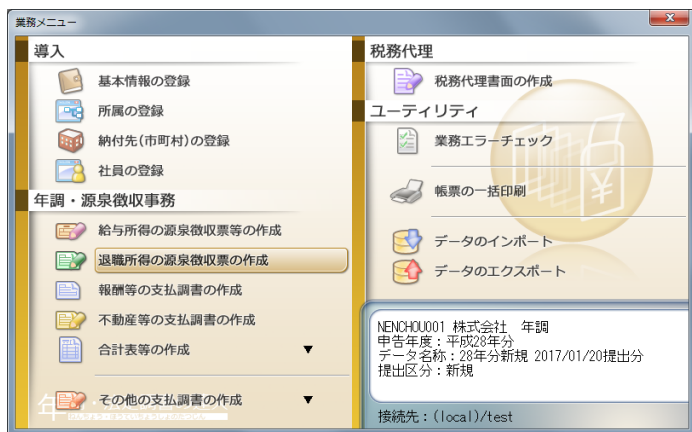 業務メニュー
導入
基本情報の登録
所属の登録
納付先(市町村)の登録
社員の登録
年調・源泉徴収事務
給与所得の源泉徴収票等の作成
退職所得の源泉徴収票の作成
報酬等の支払調書の作成
不動産等の支払調書の作成
合計表等の作成 ▼
その他の支払調書の作成 ▼
税務代理
税務代理書面の作成
ユーティリティ
業務エラーチェック
帳票の一括印刷
データのインポート
データのエクスポート
NENCHOU001 株式会社 年調
申告年度：平成28年分
データ名称：28年分新規 2017/01/20提出分
提出区分：新規
接続先：(local)/test